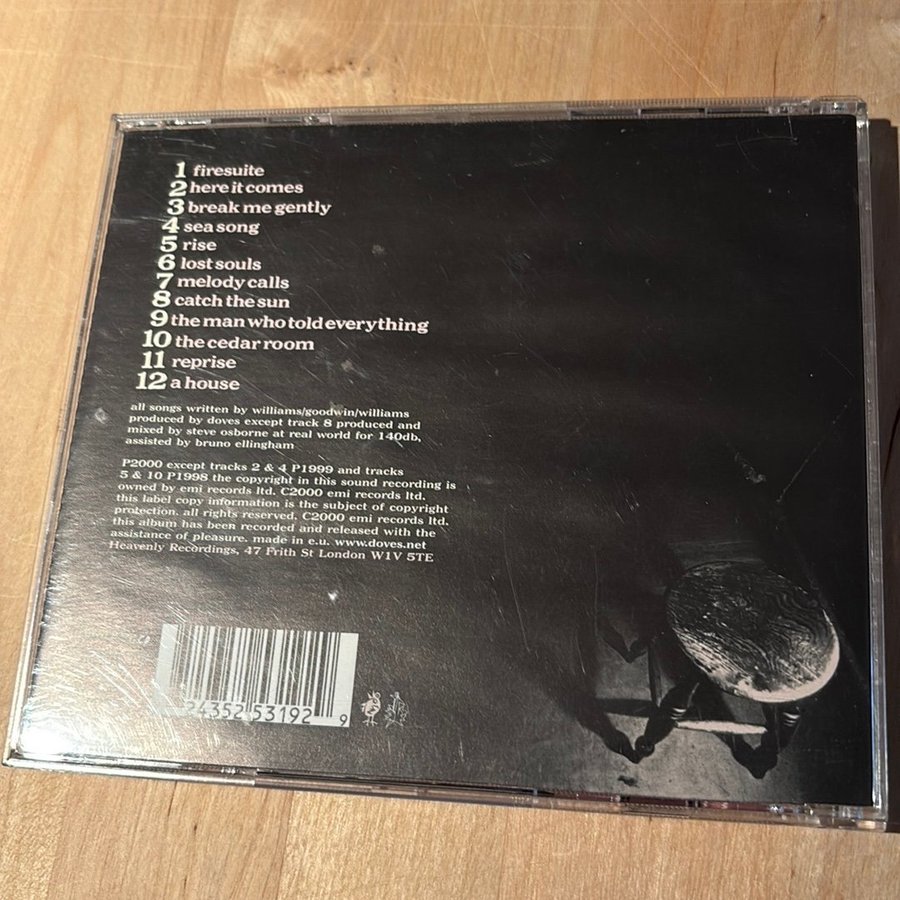 1 firesuite
2 here it comes
3 break me gently
4 sea song
5 rise
6 lost souls
7 melody calls
8 catch the sun
9 the man who told everything
10 the cedar room
11 reprise
12 a house
all songs written by williams/goodwin/williams
produced by doves except track 8 produced and
mixed by steve osborne at real world for 140db,
assisted by bruno ellingham
P2000 except tracks 2 & 4 P1999 and tracks
5 & 10 P1998 the copyright in this sound recording is
owned by emi records ltd. C2000 emi records ltd.
this label copy information is the subject of copyright
protection. all rights reserved. C2000 emi records ltd.
this album has been recorded and released with the
assistance of pleasure. made in e.u. www.doves.net
Heavenly Recordings, 47 Frith St London W1V 5TE
24352 53192 9